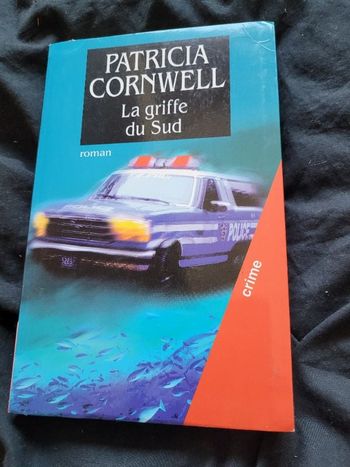 PATRICIA
CORNWELL
La griffe
du Sud
roman
POLICE
crime